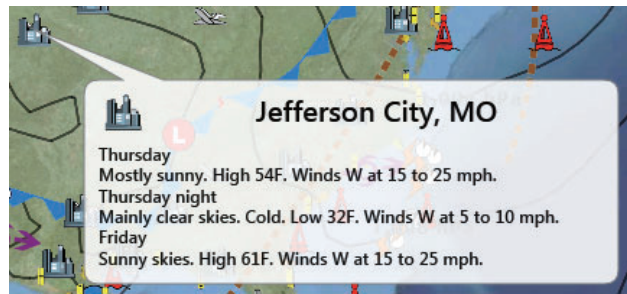 Jefferson City, MO
Thursday
Mostly sunny. High 54F. Winds W at 15 to 25 mph.
Thursday night
Mainly clear skies. Cold. Low 32F. Winds W at 5 to 10 mph.
Friday
Sunny skies. High 61F. Winds W at 15 to 25 mph.
L